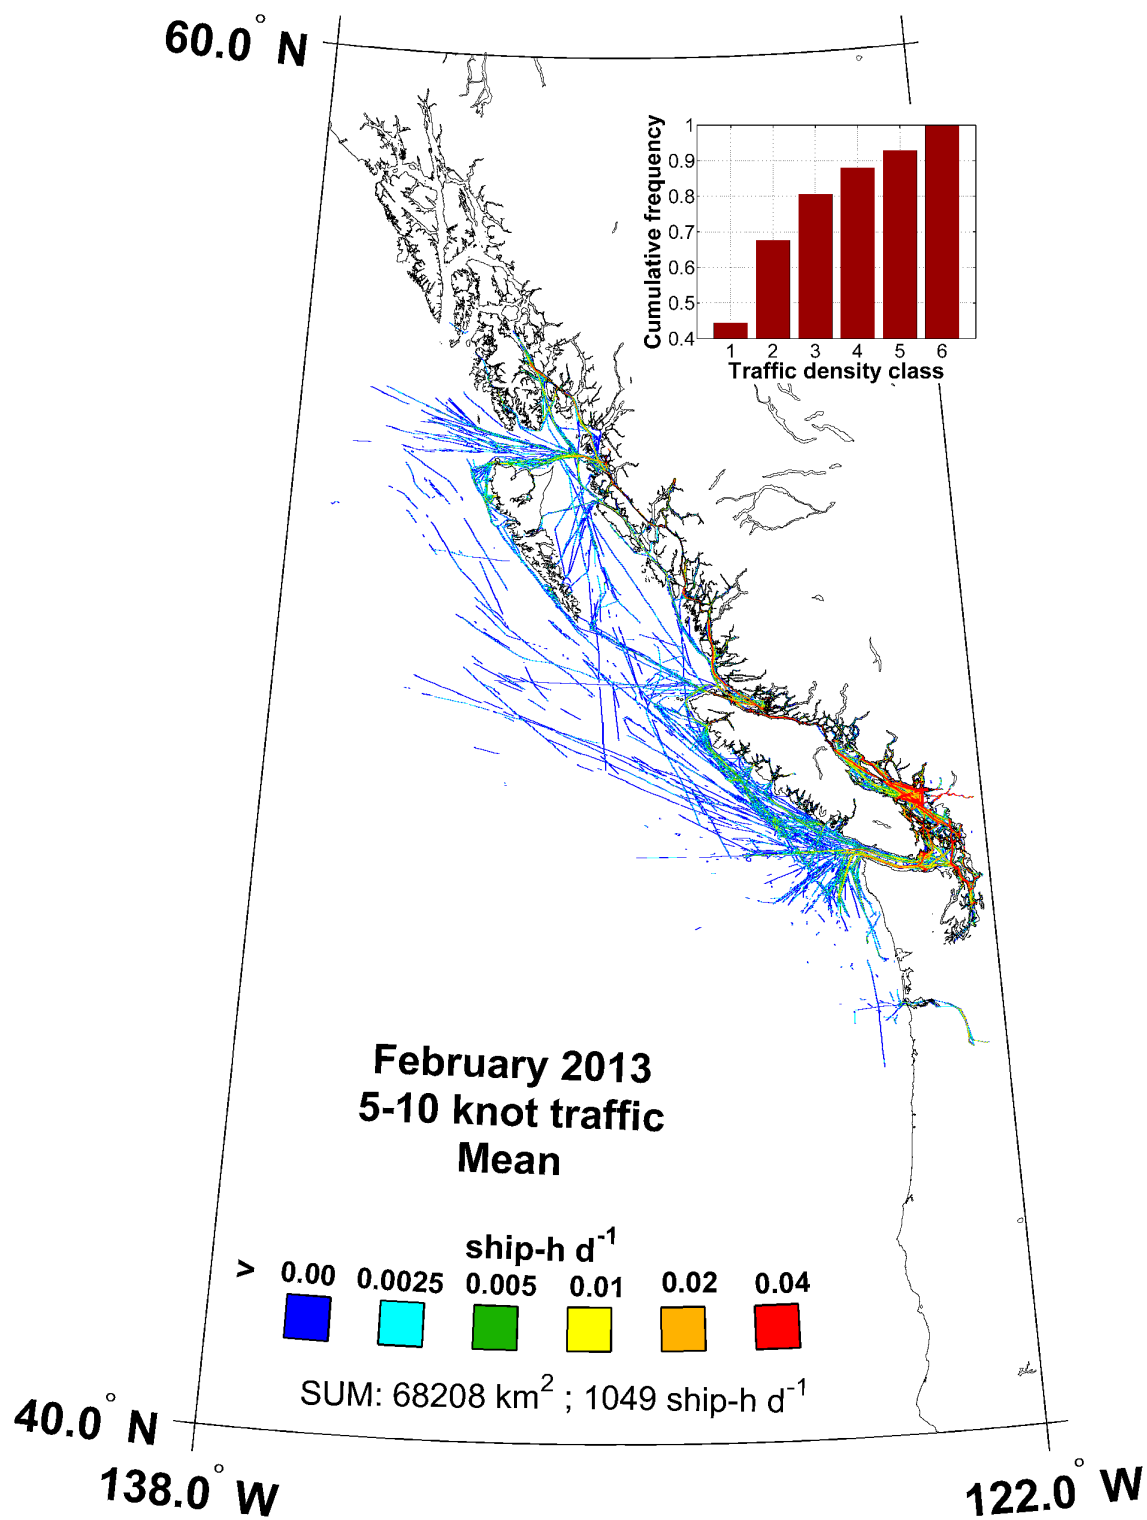 60.0° N
Cumulative frequency
1
0.9
0.8
0.7
0.6
0.5
0.4
1 2 3 4 5 6
Traffic density class
February 2013
5-10 knot traffic
Mean
ship-h d⁻¹
> 0.00 0.0025 0.005 0.01 0.02 0.04
SUM: 68208 km² ; 1049 ship-h d⁻¹
40.0° N
138.0° W
122.0° W